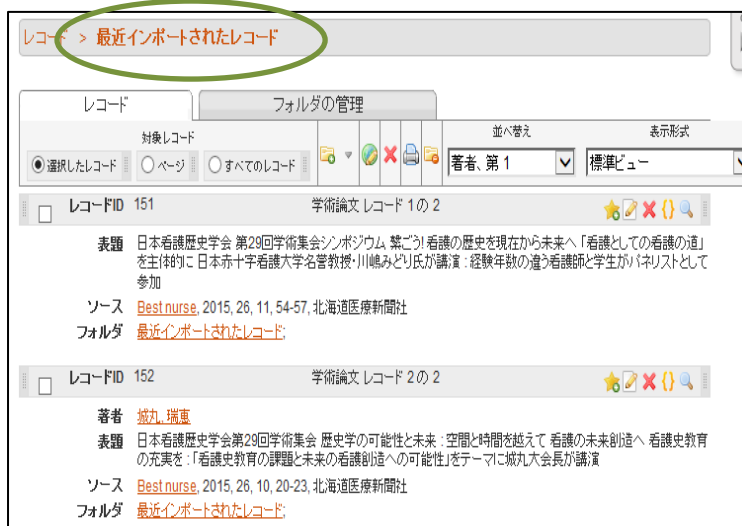 レコード > 最近インポートされたレコード
レコード フォルダの管理
対象レコード 並べ替え 表示形式
選択したレコード ページ すべてのレコード 著者、第 1 標準ビュー
レコードID 151 学術論文 レコード 1 の 2
表題 日本看護歴史学会 第29回学術集会シンポジウム 繋ごう! 看護の歴史を現在から未来へ 「看護としての看護の道」
を主体的に 日本赤十字看護大学名誉教授・川嶋みどり氏が講演 : 経験年数の違う看護師と学生がパネリストとして
参加
ソース Best nurse, 2015, 26, 11, 54-57, 北海道医療新聞社
フォルダ 最近インポートされたレコード;
レコードID 152 学術論文 レコード 2 の 2
著者 城丸, 瑞恵
表題 日本看護歴史学会第29回学術集会 歴史学の可能性と未来 : 空間と時間を越えて 看護の未来創造へ 看護史教育
の充実を : 「看護史教育の課題と未来の看護創造への可能性」をテーマに城丸大会長が講演
ソース Best nurse, 2015, 26, 10, 20-23, 北海道医療新聞社
フォルダ 最近インポートされたレコード;